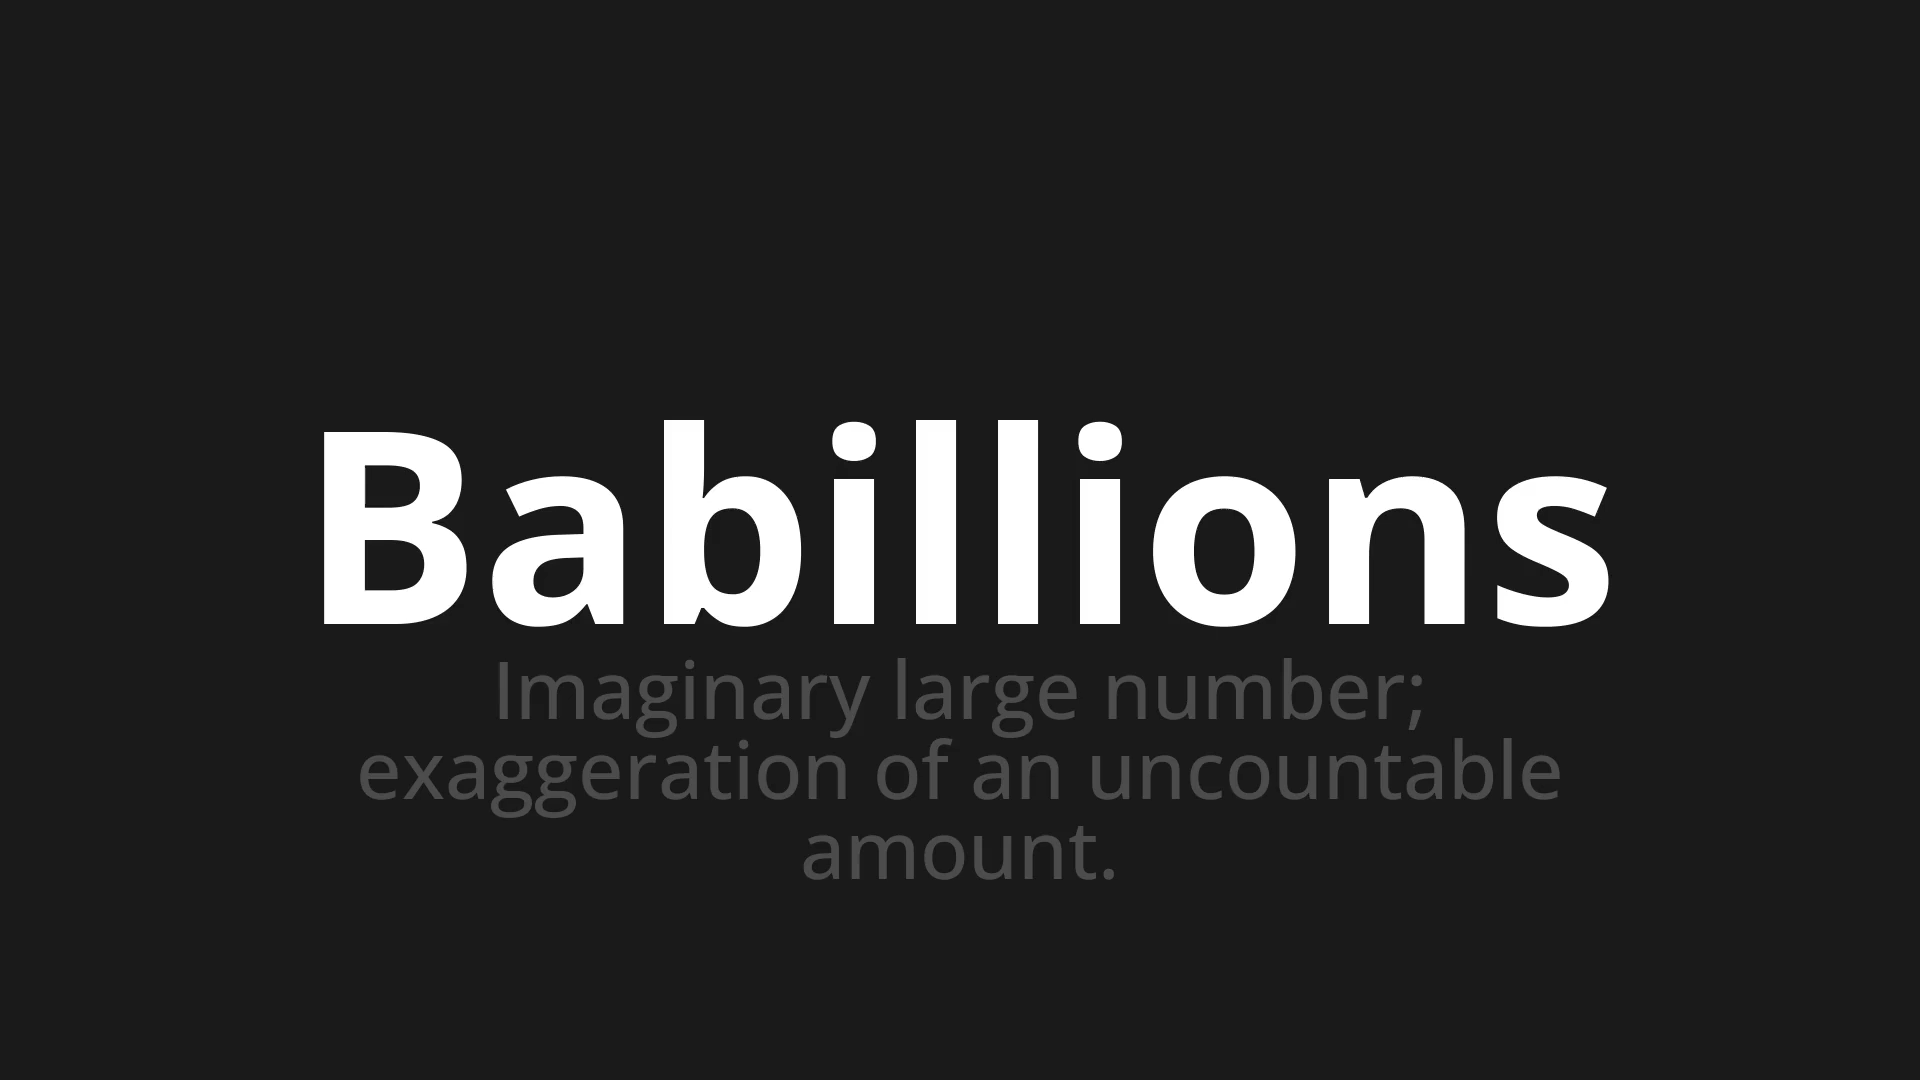 Babillions
Imaginary large number;
exaggeration of an uncountable
amount.